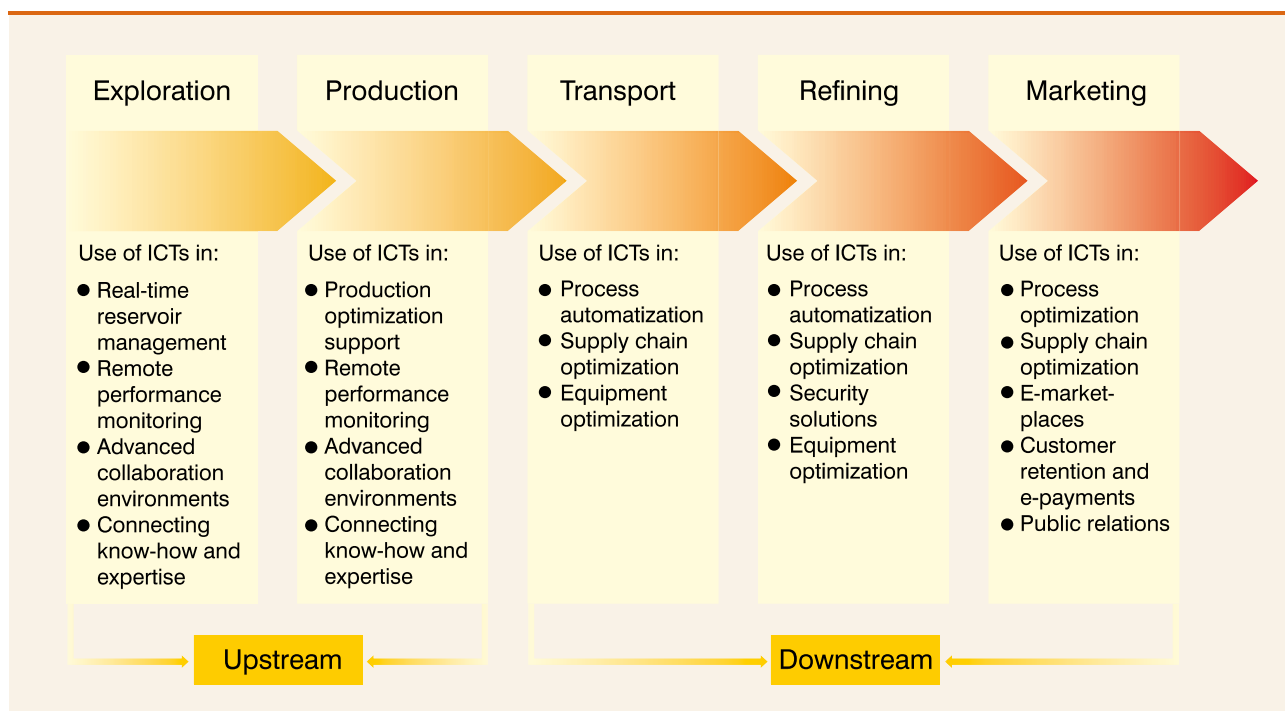 Exploration
Use of ICTs in:
● Real-time
reservoir
management
● Remote
performance
monitoring
● Advanced
collaboration
environments
● Connecting
know-how and
expertise
Production
Use of ICTs in:
● Production
optimization
support
● Remote
performance
monitoring
● Advanced
collaboration
environments
● Connecting
know-how and
expertise
Transport
Use of ICTs in:
● Process
automatization
● Supply chain
optimization
● Equipment
optimization
Refining
Use of ICTs in:
● Process
automatization
● Supply chain
optimization
● Security
solutions
● Equipment
optimization
Marketing
Use of ICTs in:
● Process
optimization
● Supply chain
optimization
● E-market-
places
● Customer
retention and
e-payments
● Public relations
Upstream
Downstream